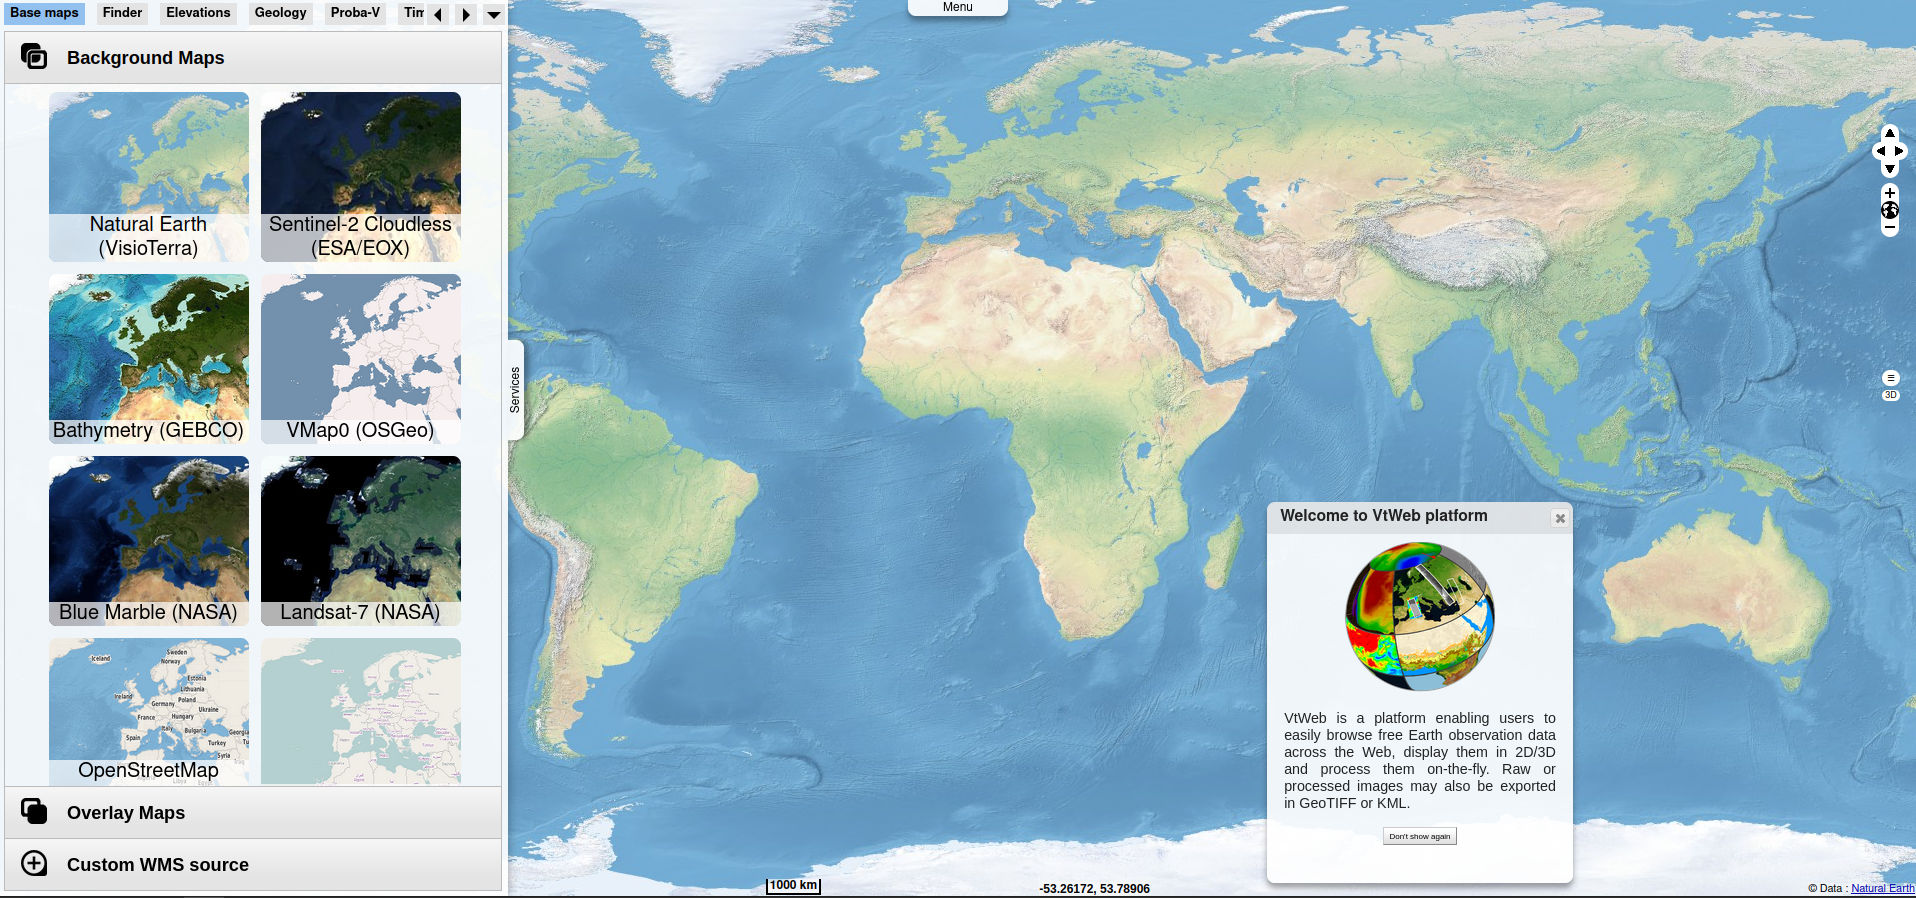 Base maps
Finder
Elevations
Geology
Proba-V
Tim
Menu
Background Maps
Natural Earth
(VisioTerra)
Sentinel-2 Cloudless
(ESA/EOX)
Bathymetry (GEBCO)
VMap0 (OSGeo)
Blue Marble (NASA)
Landsat-7 (NASA)
Iceland
Sweden
Norway
Estonia
Lithuania
Ireland
Poland
Germany
Ukraine
France
Hungary
Italy
Bulgaria
Georgia
Spain
Turkey
Syria
OpenStreetMap
Overlay Maps
Custom WMS source
Services
3D
Welcome to VtWeb platform
VtWeb is a platform enabling users to
easily browse free Earth observation data
across the Web, display them in 2D/3D
and process them on-the-fly. Raw or
processed images may also be exported
in GeoTIFF or KML.
Don't show again
1000 km
-53.26172, 53.78906
© Data : Natural Earth